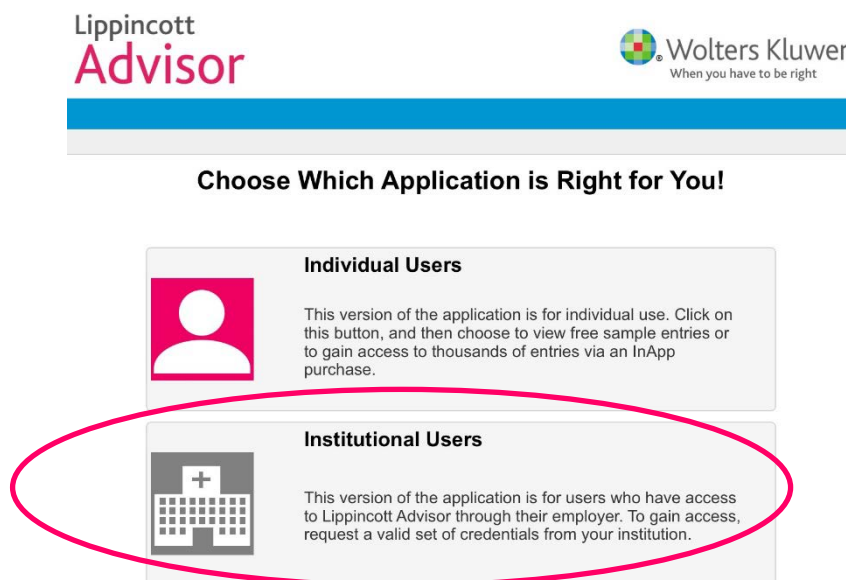 Lippincott
Advisor
Wolters Kluwer
When you have to be right
Choose Which Application is Right for You!
Individual Users
This version of the application is for individual use. Click on
this button, and then choose to view free sample entries or
to gain access to thousands of entries via an InApp
purchase.
Institutional Users
This version of the application is for users who have access
to Lippincott Advisor through their employer. To gain access,
request a valid set of credentials from your institution.